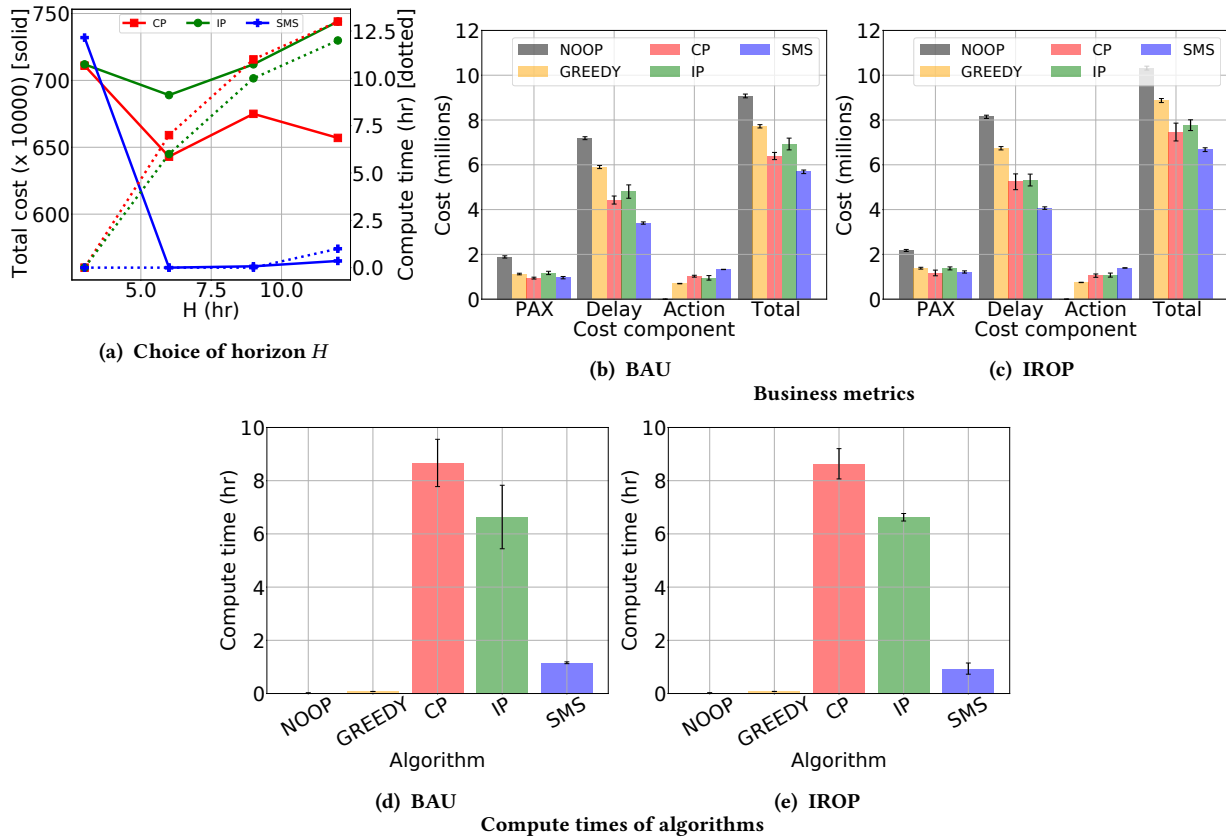 CP IP SMS
Total cost (x 10000) [solid]
750
700
650
600
Compute time (hr) [dotted]
12.5
10.0
7.5
5.0
2.5
0.0
5.0 7.5 10.0
H (hr)
(a) Choice of horizon H
NOOP CP SMS
GREEDY IP
Cost (millions)
12
10
8
6
4
2
0
PAX Delay Action Total
Cost component
(b) BAU
NOOP CP SMS
GREEDY IP
Cost (millions)
12
10
8
6
4
2
0
PAX Delay Action Total
Cost component
(c) IROP
Business metrics
Compute time (hr)
10
8
6
4
2
0
NOOP GREEDY CP IP SMS
Algorithm
(d) BAU
Compute time (hr)
10
8
6
4
2
0
NOOP GREEDY CP IP SMS
Algorithm
(e) IROP
Compute times of algorithms